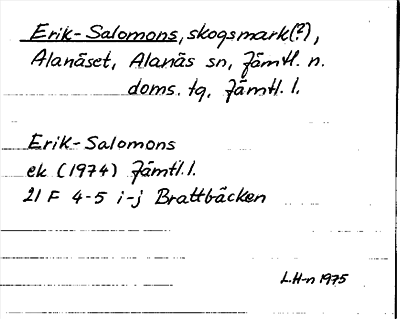 Erik-Salomons, skogsmark(?),
Alanäset, Alanäs sn, Jämtl. n.
doms. tg, Jämtl. l.
Erik-Salomons
ek (1974) Jämtl. l.
21 F 4-5 i-j Brattbäcken
L.H-n 1975